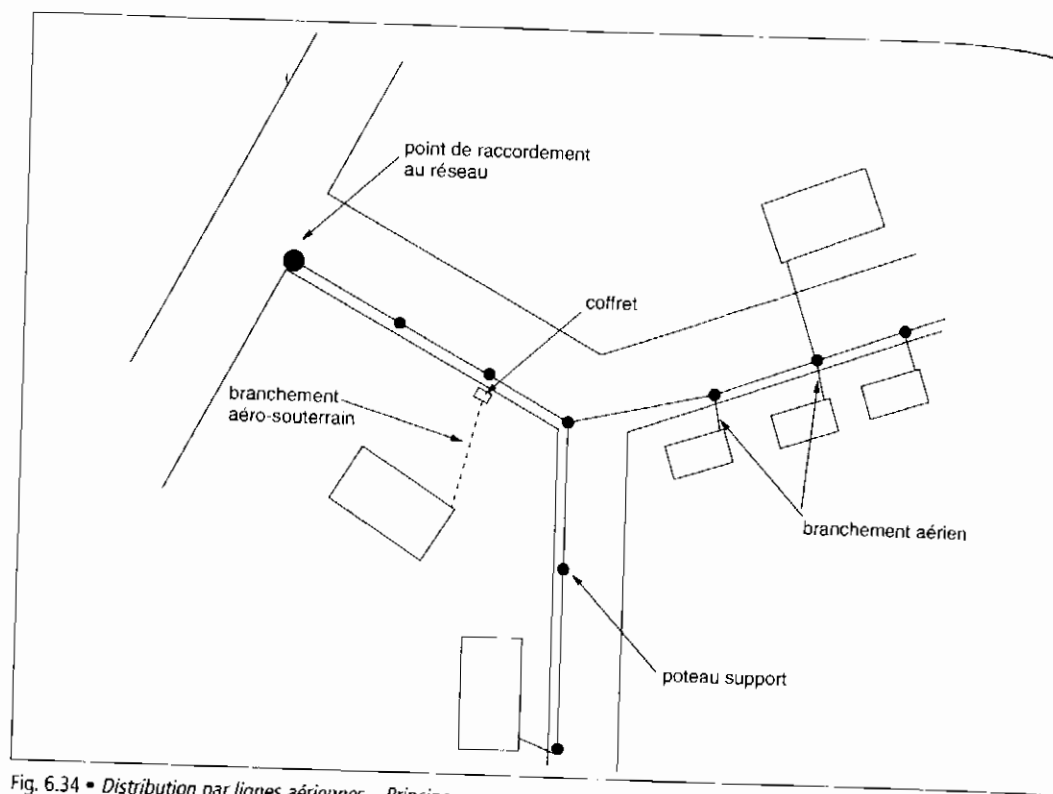 point de raccordement
au réseau
coffret
branchement
aéro-souterrain
branchement aérien
poteau support
Fig. 6.34 • Distribution par lignes aériennes – Principe